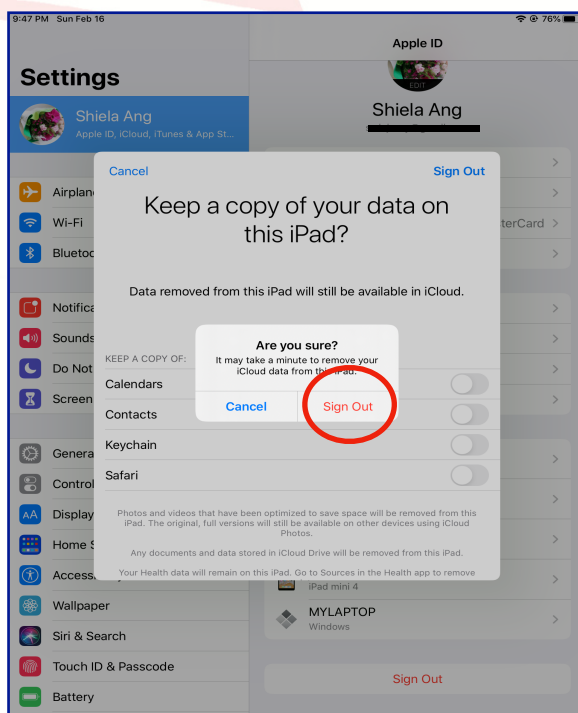 9:47 PM Sun Feb 16
76%
Settings
Apple ID
EDIT
Shiela Ang
Shiela Ang
Apple ID, iCloud, iTunes & App St...
Cancel
Sign Out
Keep a copy of your data on
this iPad?
Data removed from this iPad will still be available in iCloud.
Are you sure?
It may take a minute to remove your
iCloud data from this iPad.
Cancel
Sign Out
KEEP A COPY OF:
Calendars
Contacts
Keychain
Safari
Photos and videos that have been optimized to save space will be removed from this
iPad. The original, full versions will still be available on other devices using iCloud
Photos.
Any documents and data stored in iCloud Drive will be removed from this iPad.
Your Health data will remain on this iPad. Go to Sources in the Health app to remove
Airplan
Wi-Fi
terCard
Bluetoo
Notifica
Sounds
Do Not
Screen
Genera
Control
AA Display
Home S
Access
Wallpaper
Siri & Search
Touch ID & Passcode
Battery
iPad mini 4
MYLAPTOP
Windows
Sign Out